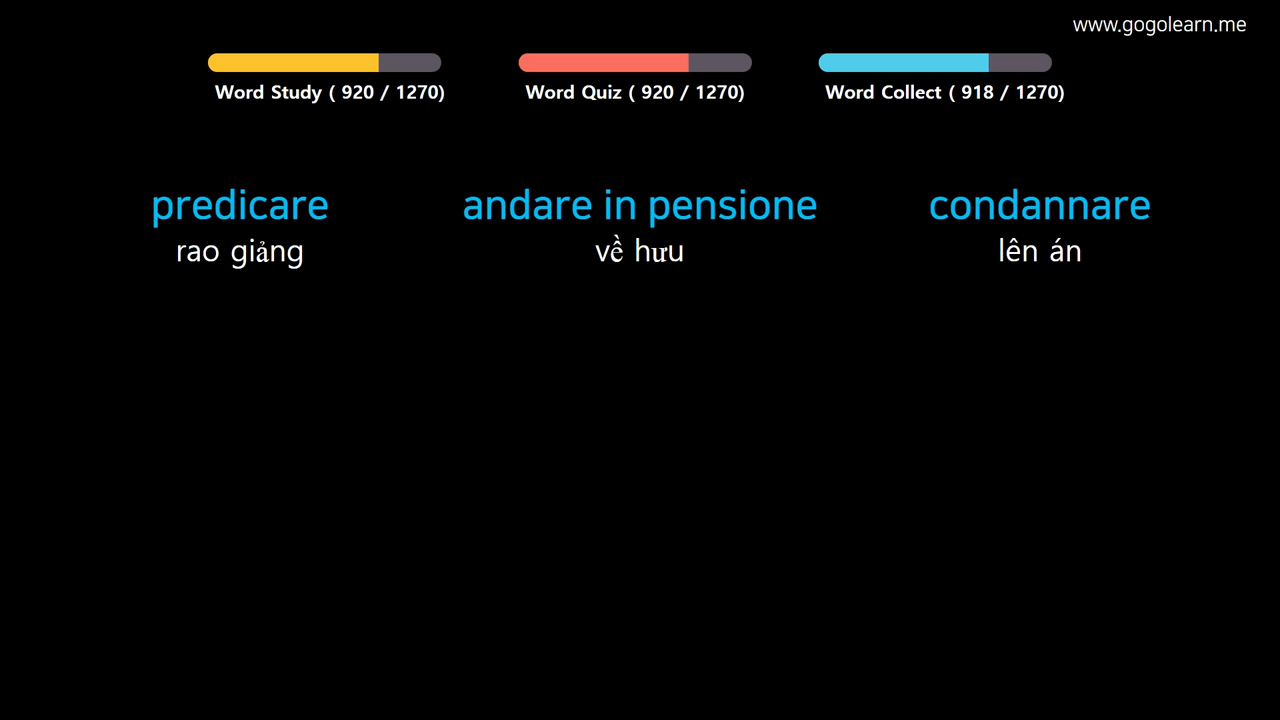 www.gogolearn.me
Word Study ( 920 / 1270)
Word Quiz ( 920 / 1270)
Word Collect ( 918 / 1270)
predicare
rao giảng
andare in pensione
về hưu
condannare
lên án